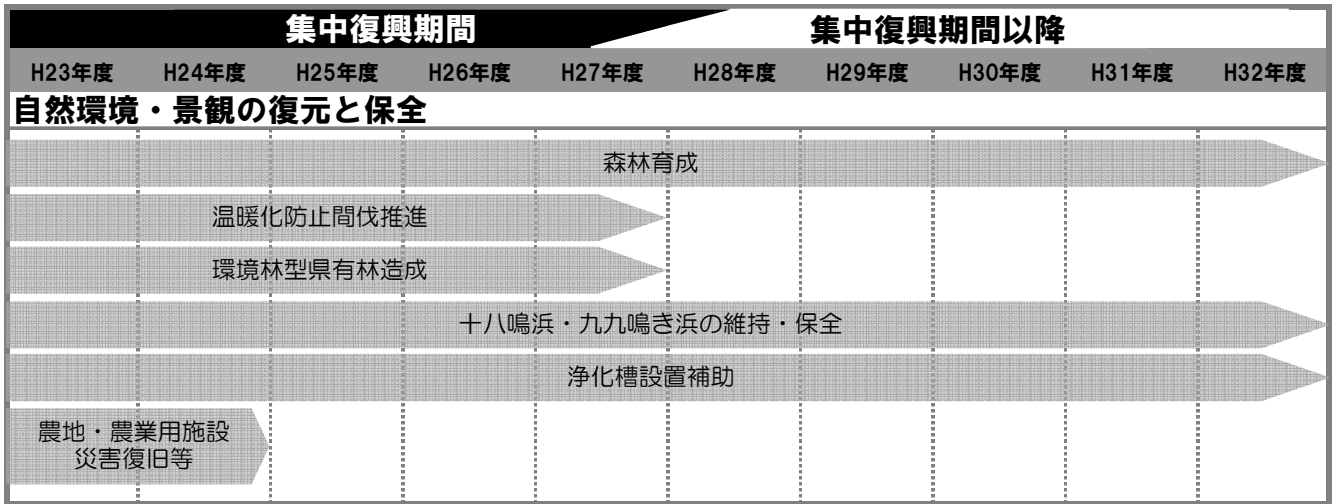 集中復興期間 集中復興期間以降
H23年度 H24年度 H25年度 H26年度 H27年度 H28年度 H29年度 H30年度 H31年度 H32年度
自然環境・景観の復元と保全
森林育成
温暖化防止間伐推進
環境林型県有林造成
十八鳴浜・九九鳴き浜の維持・保全
浄化槽設置補助
農地・農業用施設
災害復旧等